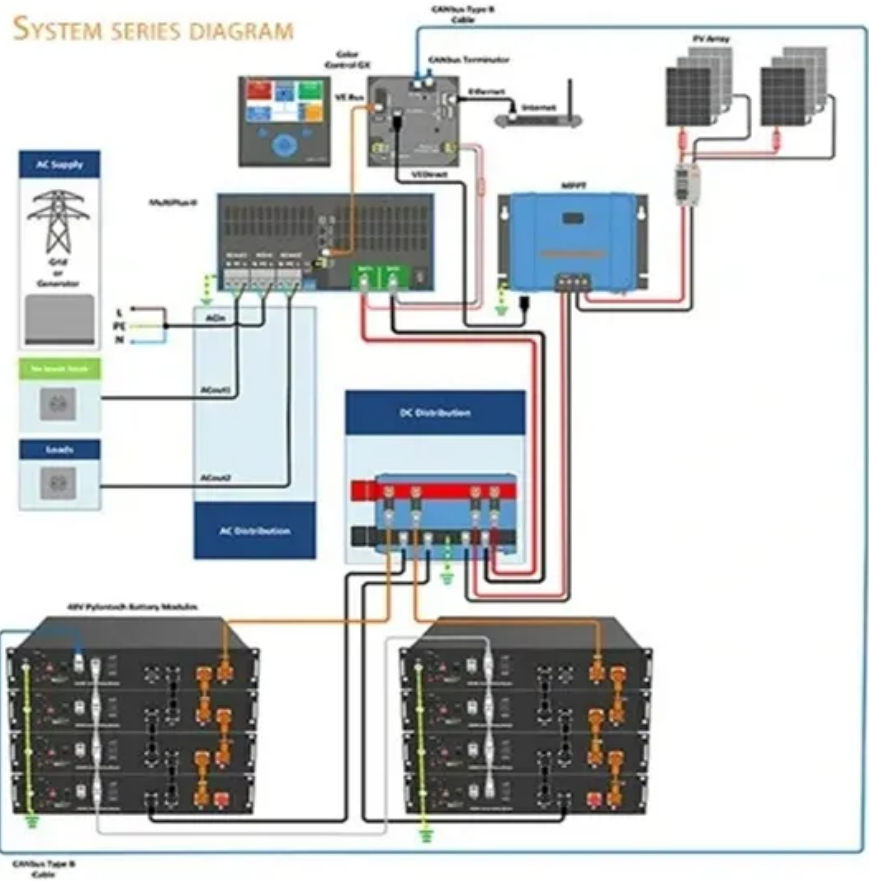 SYSTEM SERIES DIAGRAM
CANbus Type B
Cable
Color
Control GX
CANbus Terminator
PV Array
VE Bus
Ethernet
Internet
AC Supply
VEDirect
MPPT
MultiPlus-II
Grid
or
Generator
L
PE
N
ACin
ACout1
DC Distribution
Loads
ACout2
AC Distribution
48V Pylontech Battery Modules
CANbus Type B
Cable